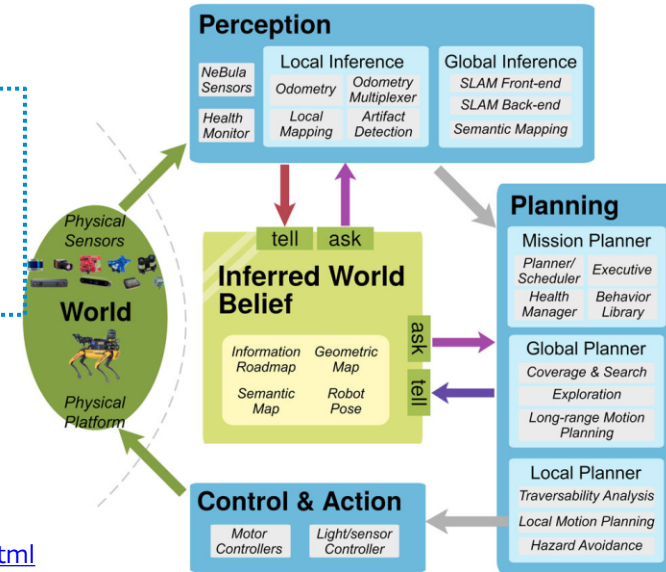 Perception
NeBula
Sensors
Health
Monitor
Local Inference
Odometry
Odometry
Multiplexer
Local
Mapping
Artifact
Detection
Global Inference
SLAM Front-end
SLAM Back-end
Semantic Mapping
Physical
Sensors
World
Physical
Platform
tell
ask
Inferred World
Belief
Information
Roadmap
Geometric
Map
Semantic
Map
Robot
Pose
ask
tell
Planning
Mission Planner
Planner/
Scheduler
Executive
Health
Manager
Behavior
Library
Global Planner
Coverage & Search
Exploration
Long-range Motion
Planning
Local Planner
Traversability Analysis
Local Motion Planning
Hazard Avoidance
Control & Action
Motor
Controllers
Light/sensor
Controller
tml